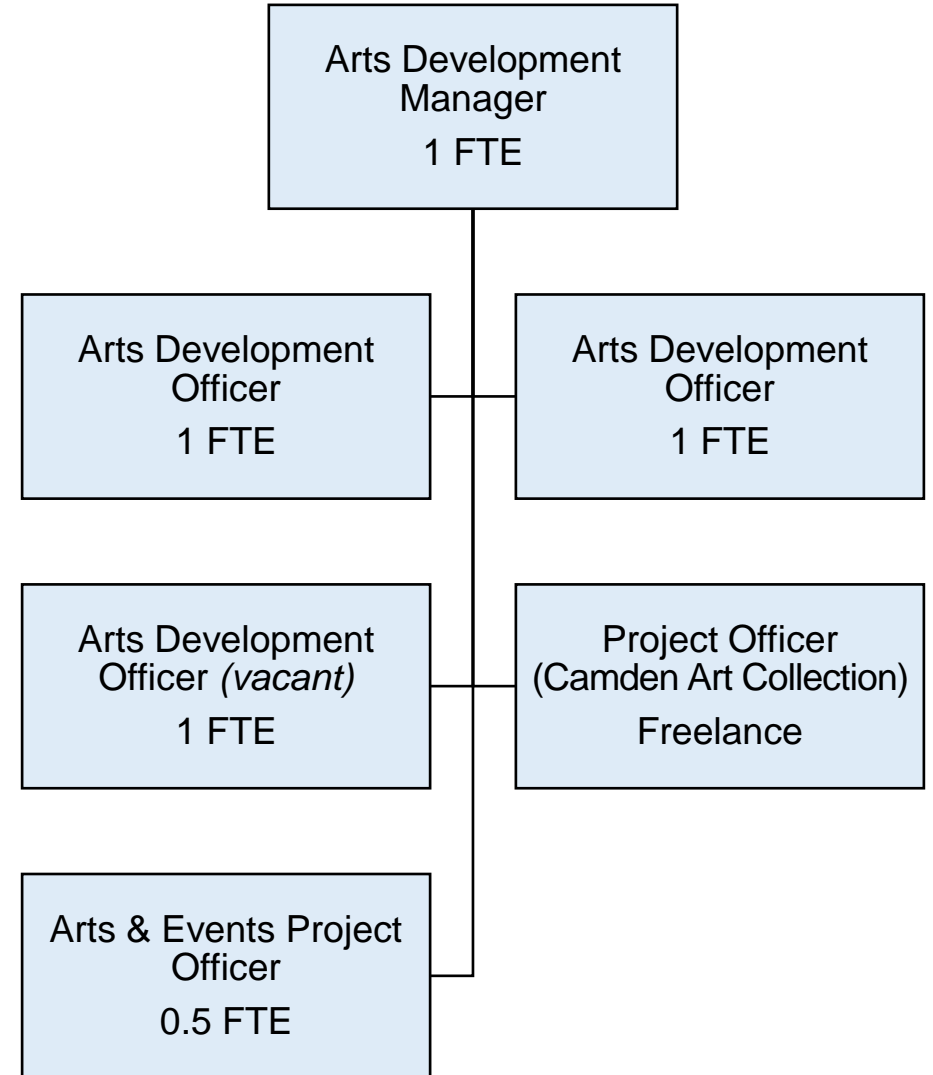 Arts Development
Manager
1 FTE
Arts Development
Officer
1 FTE
Arts Development
Officer
1 FTE
Arts Development
Officer (vacant)
1 FTE
Project Officer
(Camden Art Collection)
Freelance
Arts & Events Project
Officer
0.5 FTE